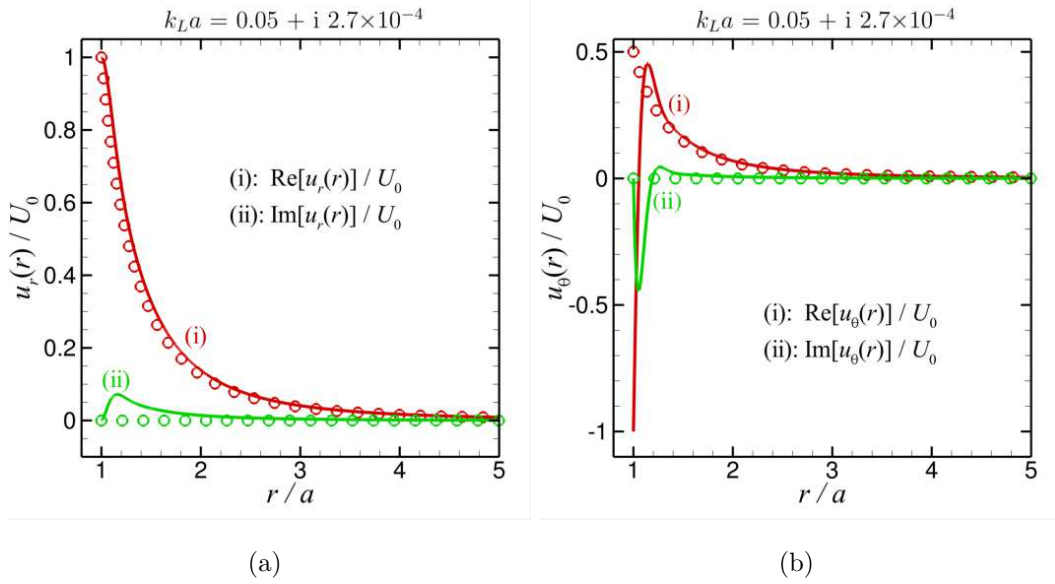 k_L a = 0.05 + i 2.7×10⁻⁴
u_r(r) / U_0
1
0.8
0.6
0.4
0.2
0
(i): Re[u_r(r)] / U_0
(ii): Im[u_r(r)] / U_0
(i)
(ii)
1 2 3 4 5
r / a
(a)
k_L a = 0.05 + i 2.7×10⁻⁴
u_θ(r) / U_0
0.5
0
-0.5
-1
(i)
(ii)
(i): Re[u_θ(r)] / U_0
(ii): Im[u_θ(r)] / U_0
1 2 3 4 5
r / a
(b)